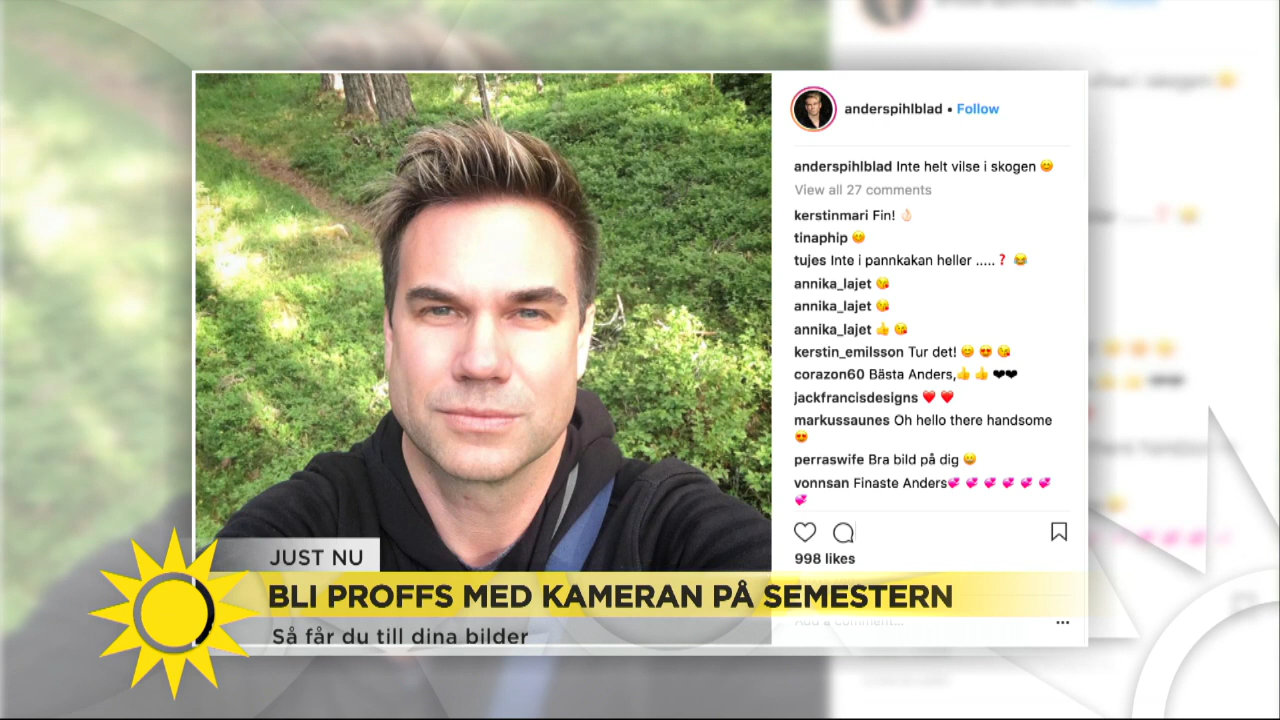 anderspihlblad • Follow
anderspihlblad Inte helt vilse i skogen 😊
View all 27 comments
kerstinmari Fin! 👌🏻
tinaphip 😊
tujes Inte i pannkakan heller .....❓ 😂
annika_lajet 😘
annika_lajet 😘
annika_lajet 👍 😘
kerstin_emilsson Tur det! 😊 😍 😘
corazon60 Bästa Anders,👍 👍 ❤❤
jackfrancisdesigns ❤️ ❤️
markussaunes Oh hello there handsome
😍
perraswife Bra bild på dig 😀
vonnsan Finaste Anders💞 💞 💞 💞 💞 💞
💞
998 likes
Add a comment...
JUST NU
BLI PROFFS MED KAMERAN PÅ SEMESTERN
Så får du till dina bilder